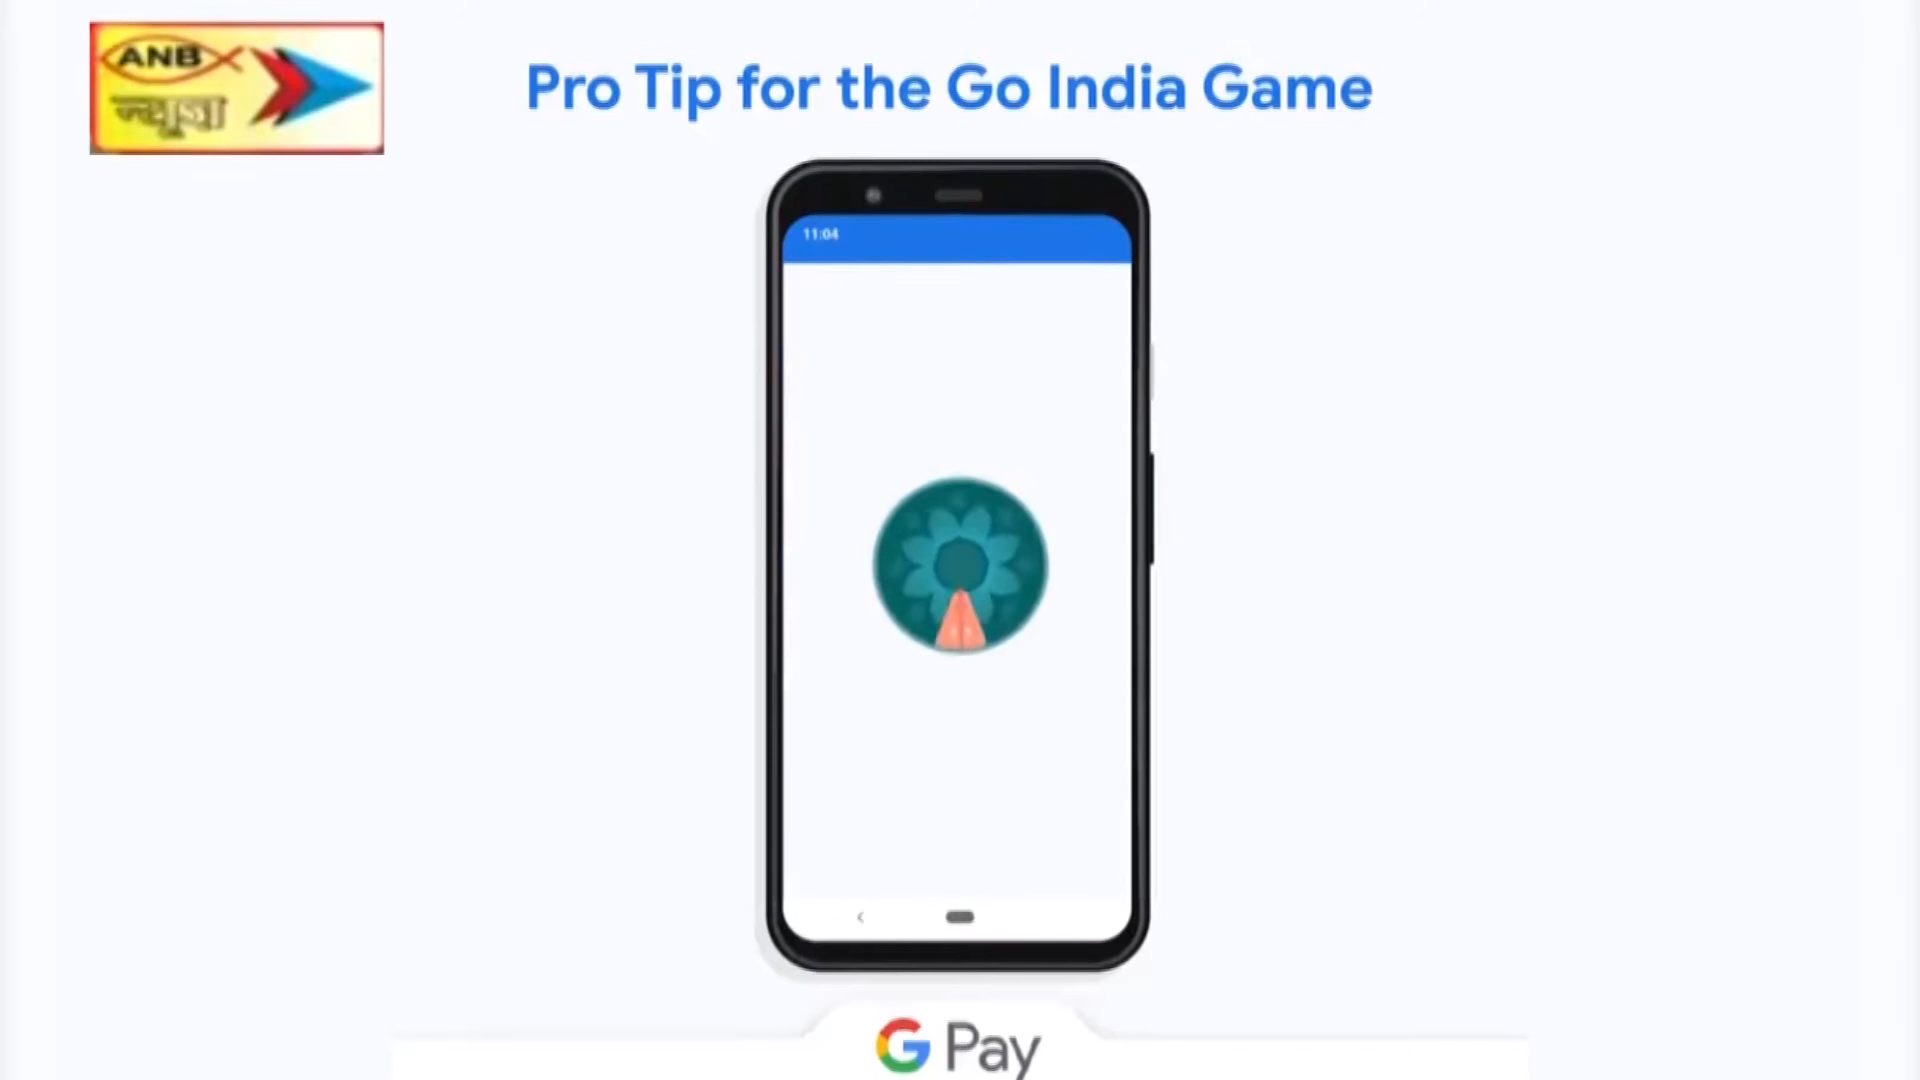 ANB
न्यूज़
Pro Tip for the Go India Game
11:04
G Pay